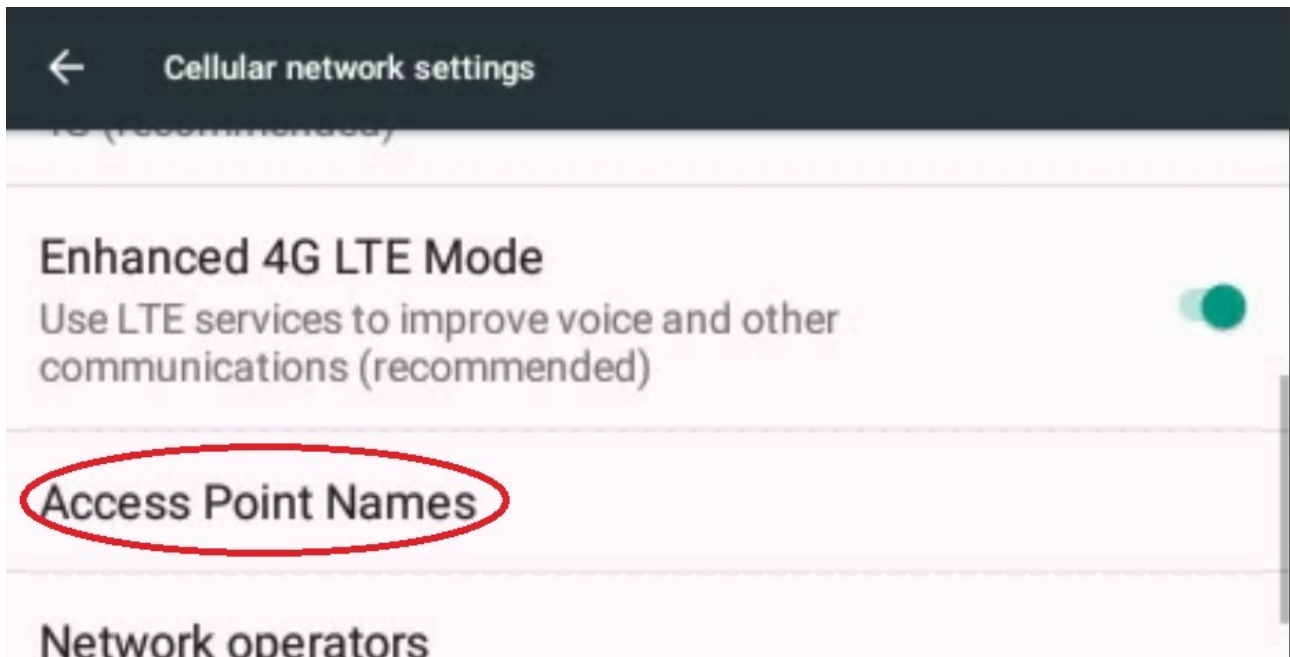 Cellular network settings
(recommended)
Enhanced 4G LTE Mode
Use LTE services to improve voice and other
communications (recommended)
Access Point Names
Network operators